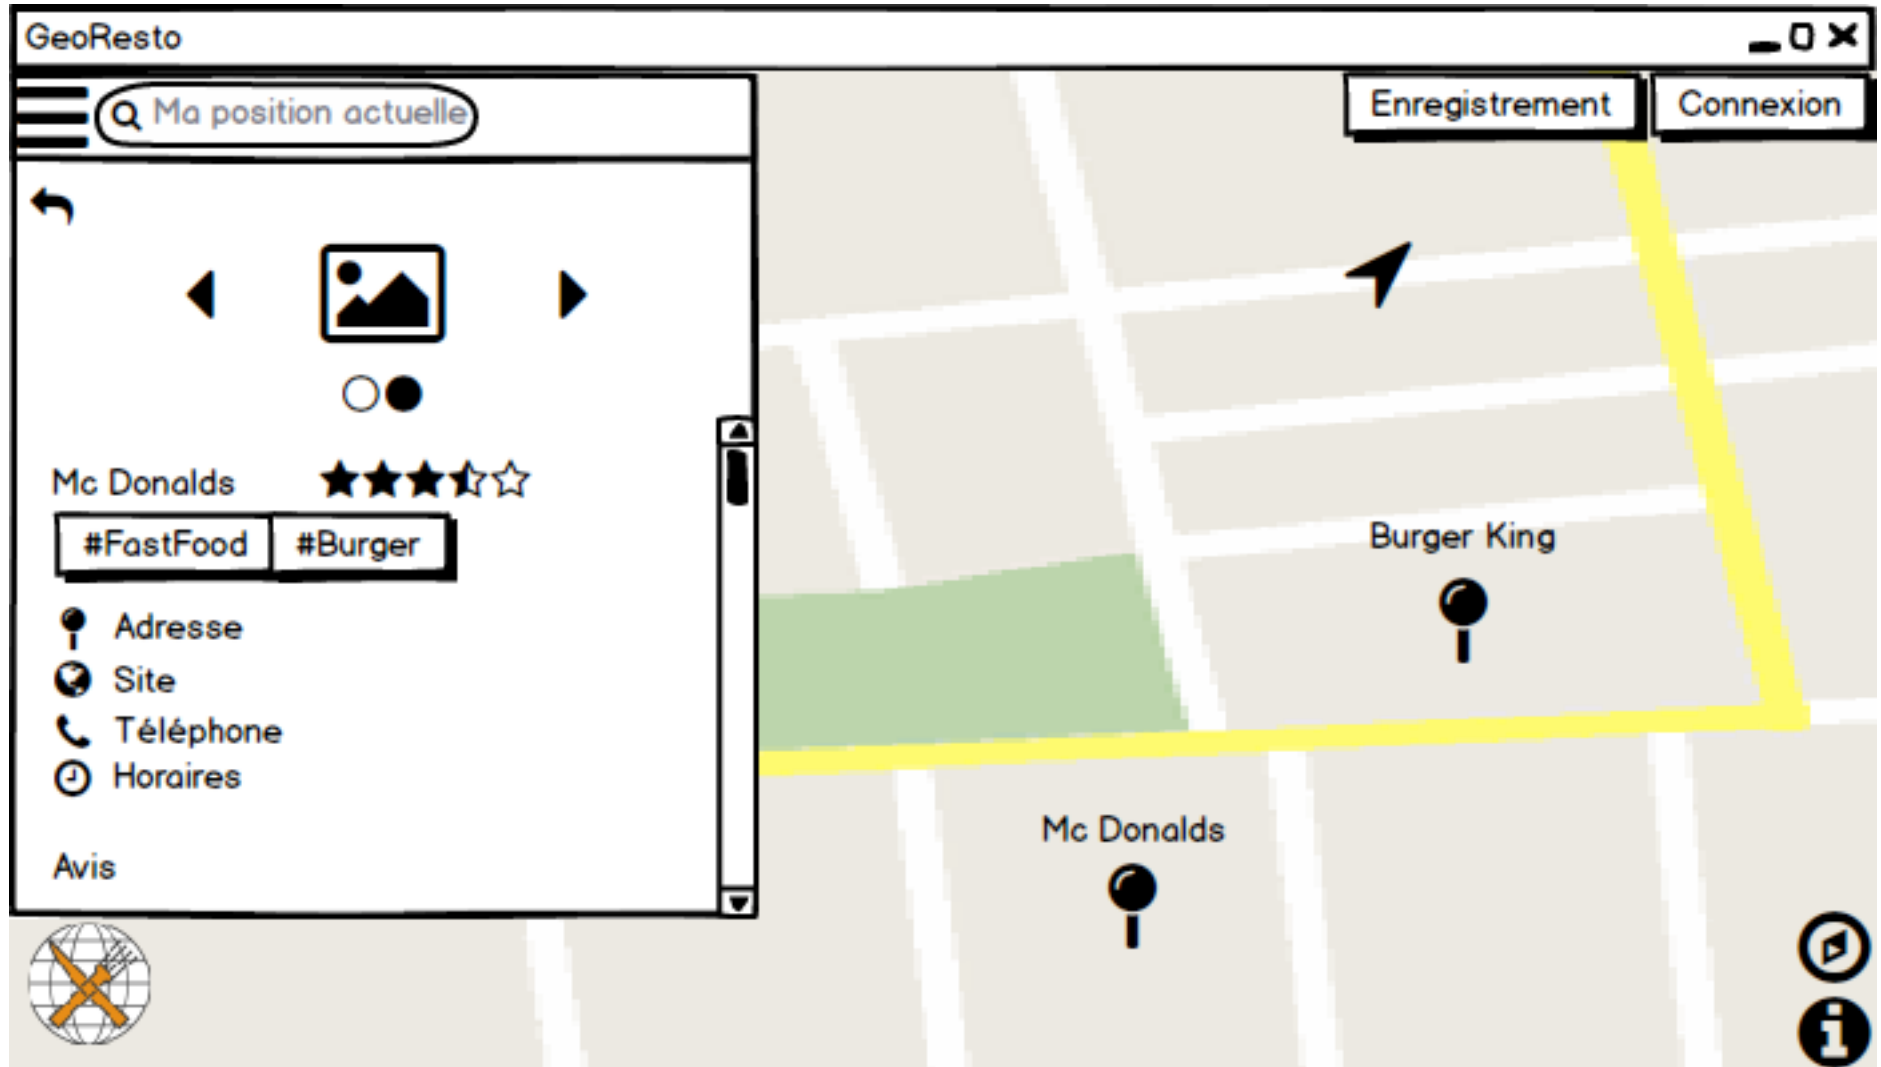 GeoResto
Ma position actuelle
Enregistrement
Connexion
Mc Donalds
#FastFood
#Burger
Adresse
Site
Téléphone
Horaires
Avis
Burger King
Mc Donalds